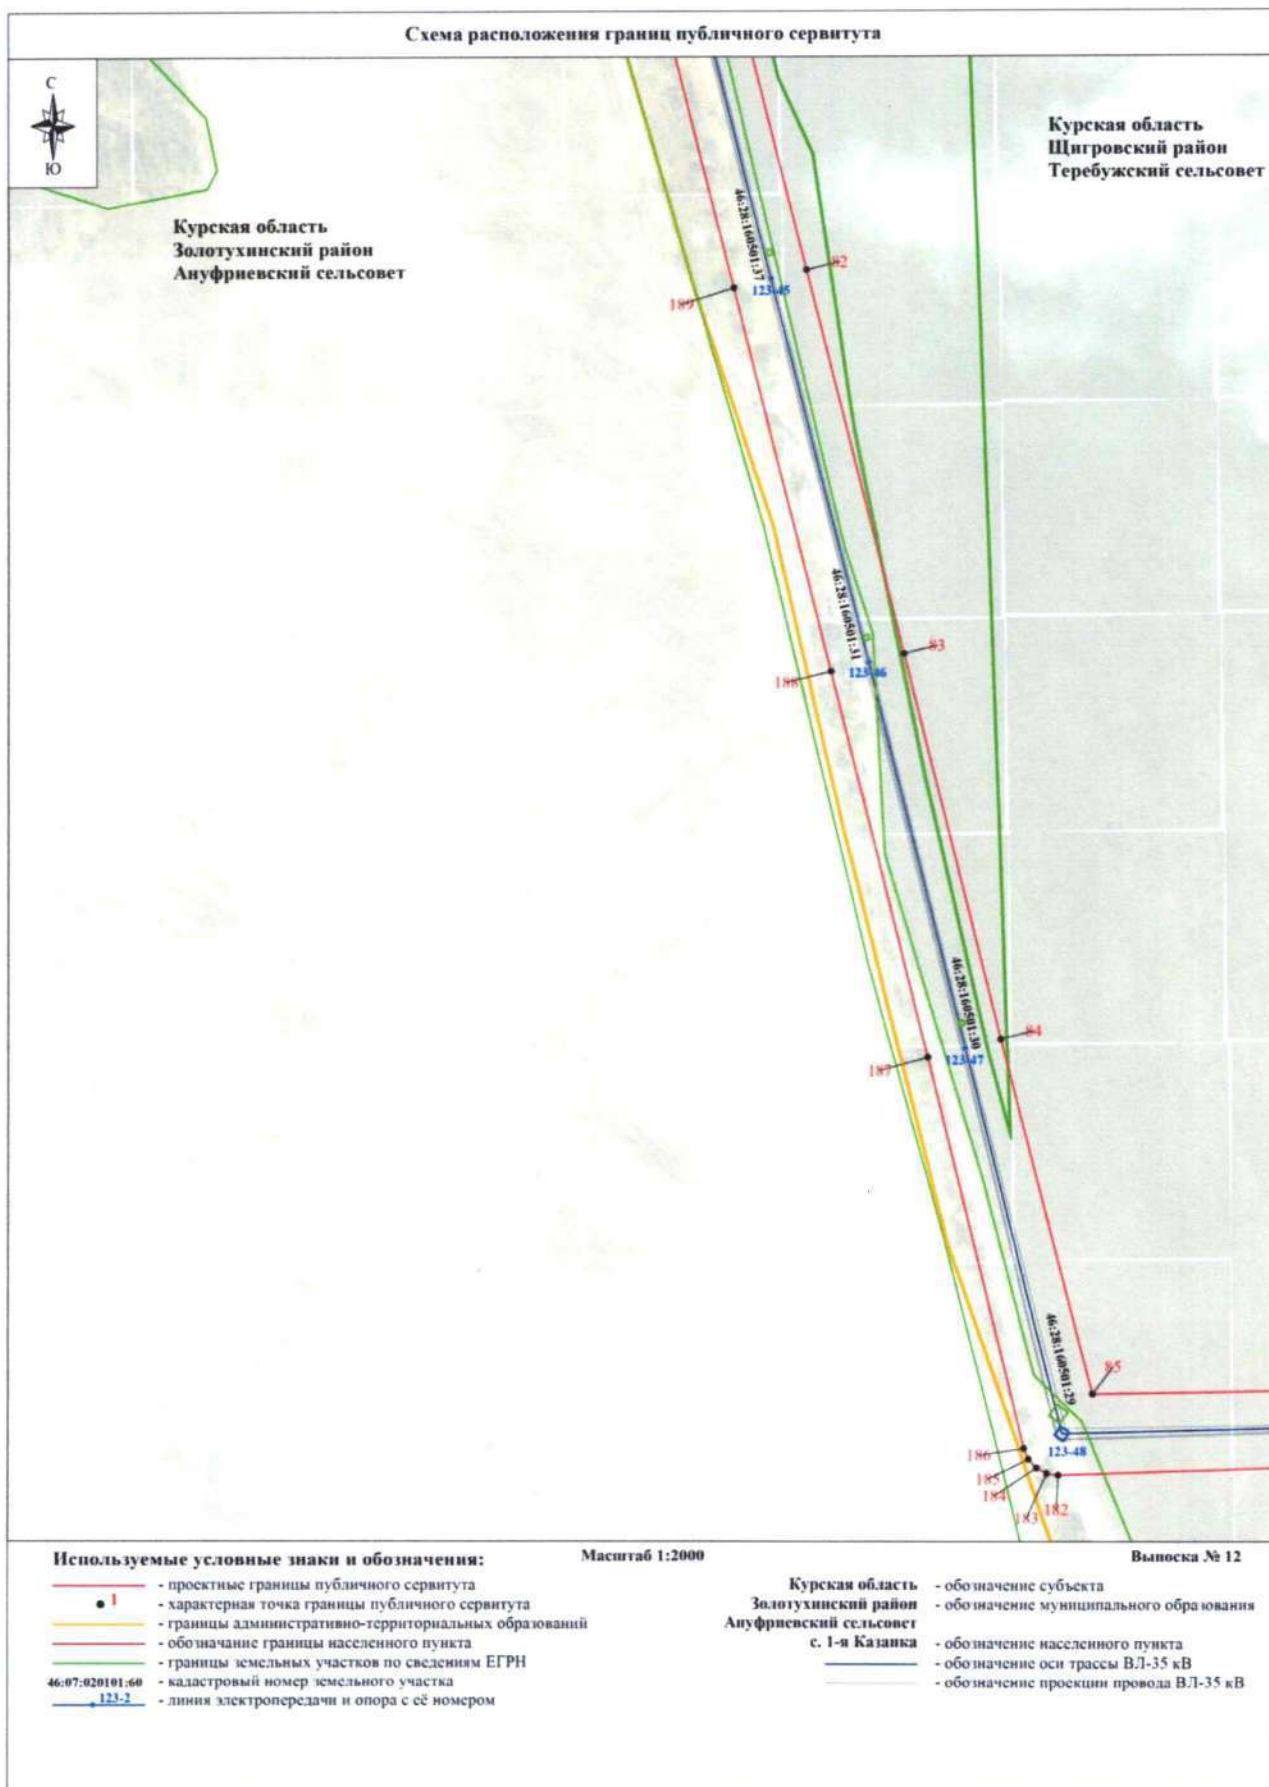 Схема расположения границ публичного сервитута
С
Ю
Курская область
Золотухинский район
Ануфриевский сельсовет
Курская область
Щигровский район
Теребужский сельсовет
46:28:160501:37
82
123-45
189
46:28:160501:31
83
123-46
188
46:28:160501:30
84
123-47
187
46:28:160501:29
85
186
123-48
185
184
183
182
Используемые условные знаки и обозначения:
Масштаб 1:2000
Выноска № 12
- проектные границы публичного сервитута
1 - характерная точка границы публичного сервитута
- границы административно-территориальных образований
- обозначание границы населенного пункта
- границы земельных участков по сведениям ЕГРН
46:07:020101:60 - кадастровый номер земельного участка
123-2 - линия электропередачи и опора с её номером
Курская область - обозначение субъекта
Золотухинский район - обозначение муниципального образования
Ануфриевский сельсовет
с. 1-я Казанка - обозначение населенного пункта
- обозначение оси трассы ВЛ-35 кВ
- обозначение проекции провода ВЛ-35 кВ